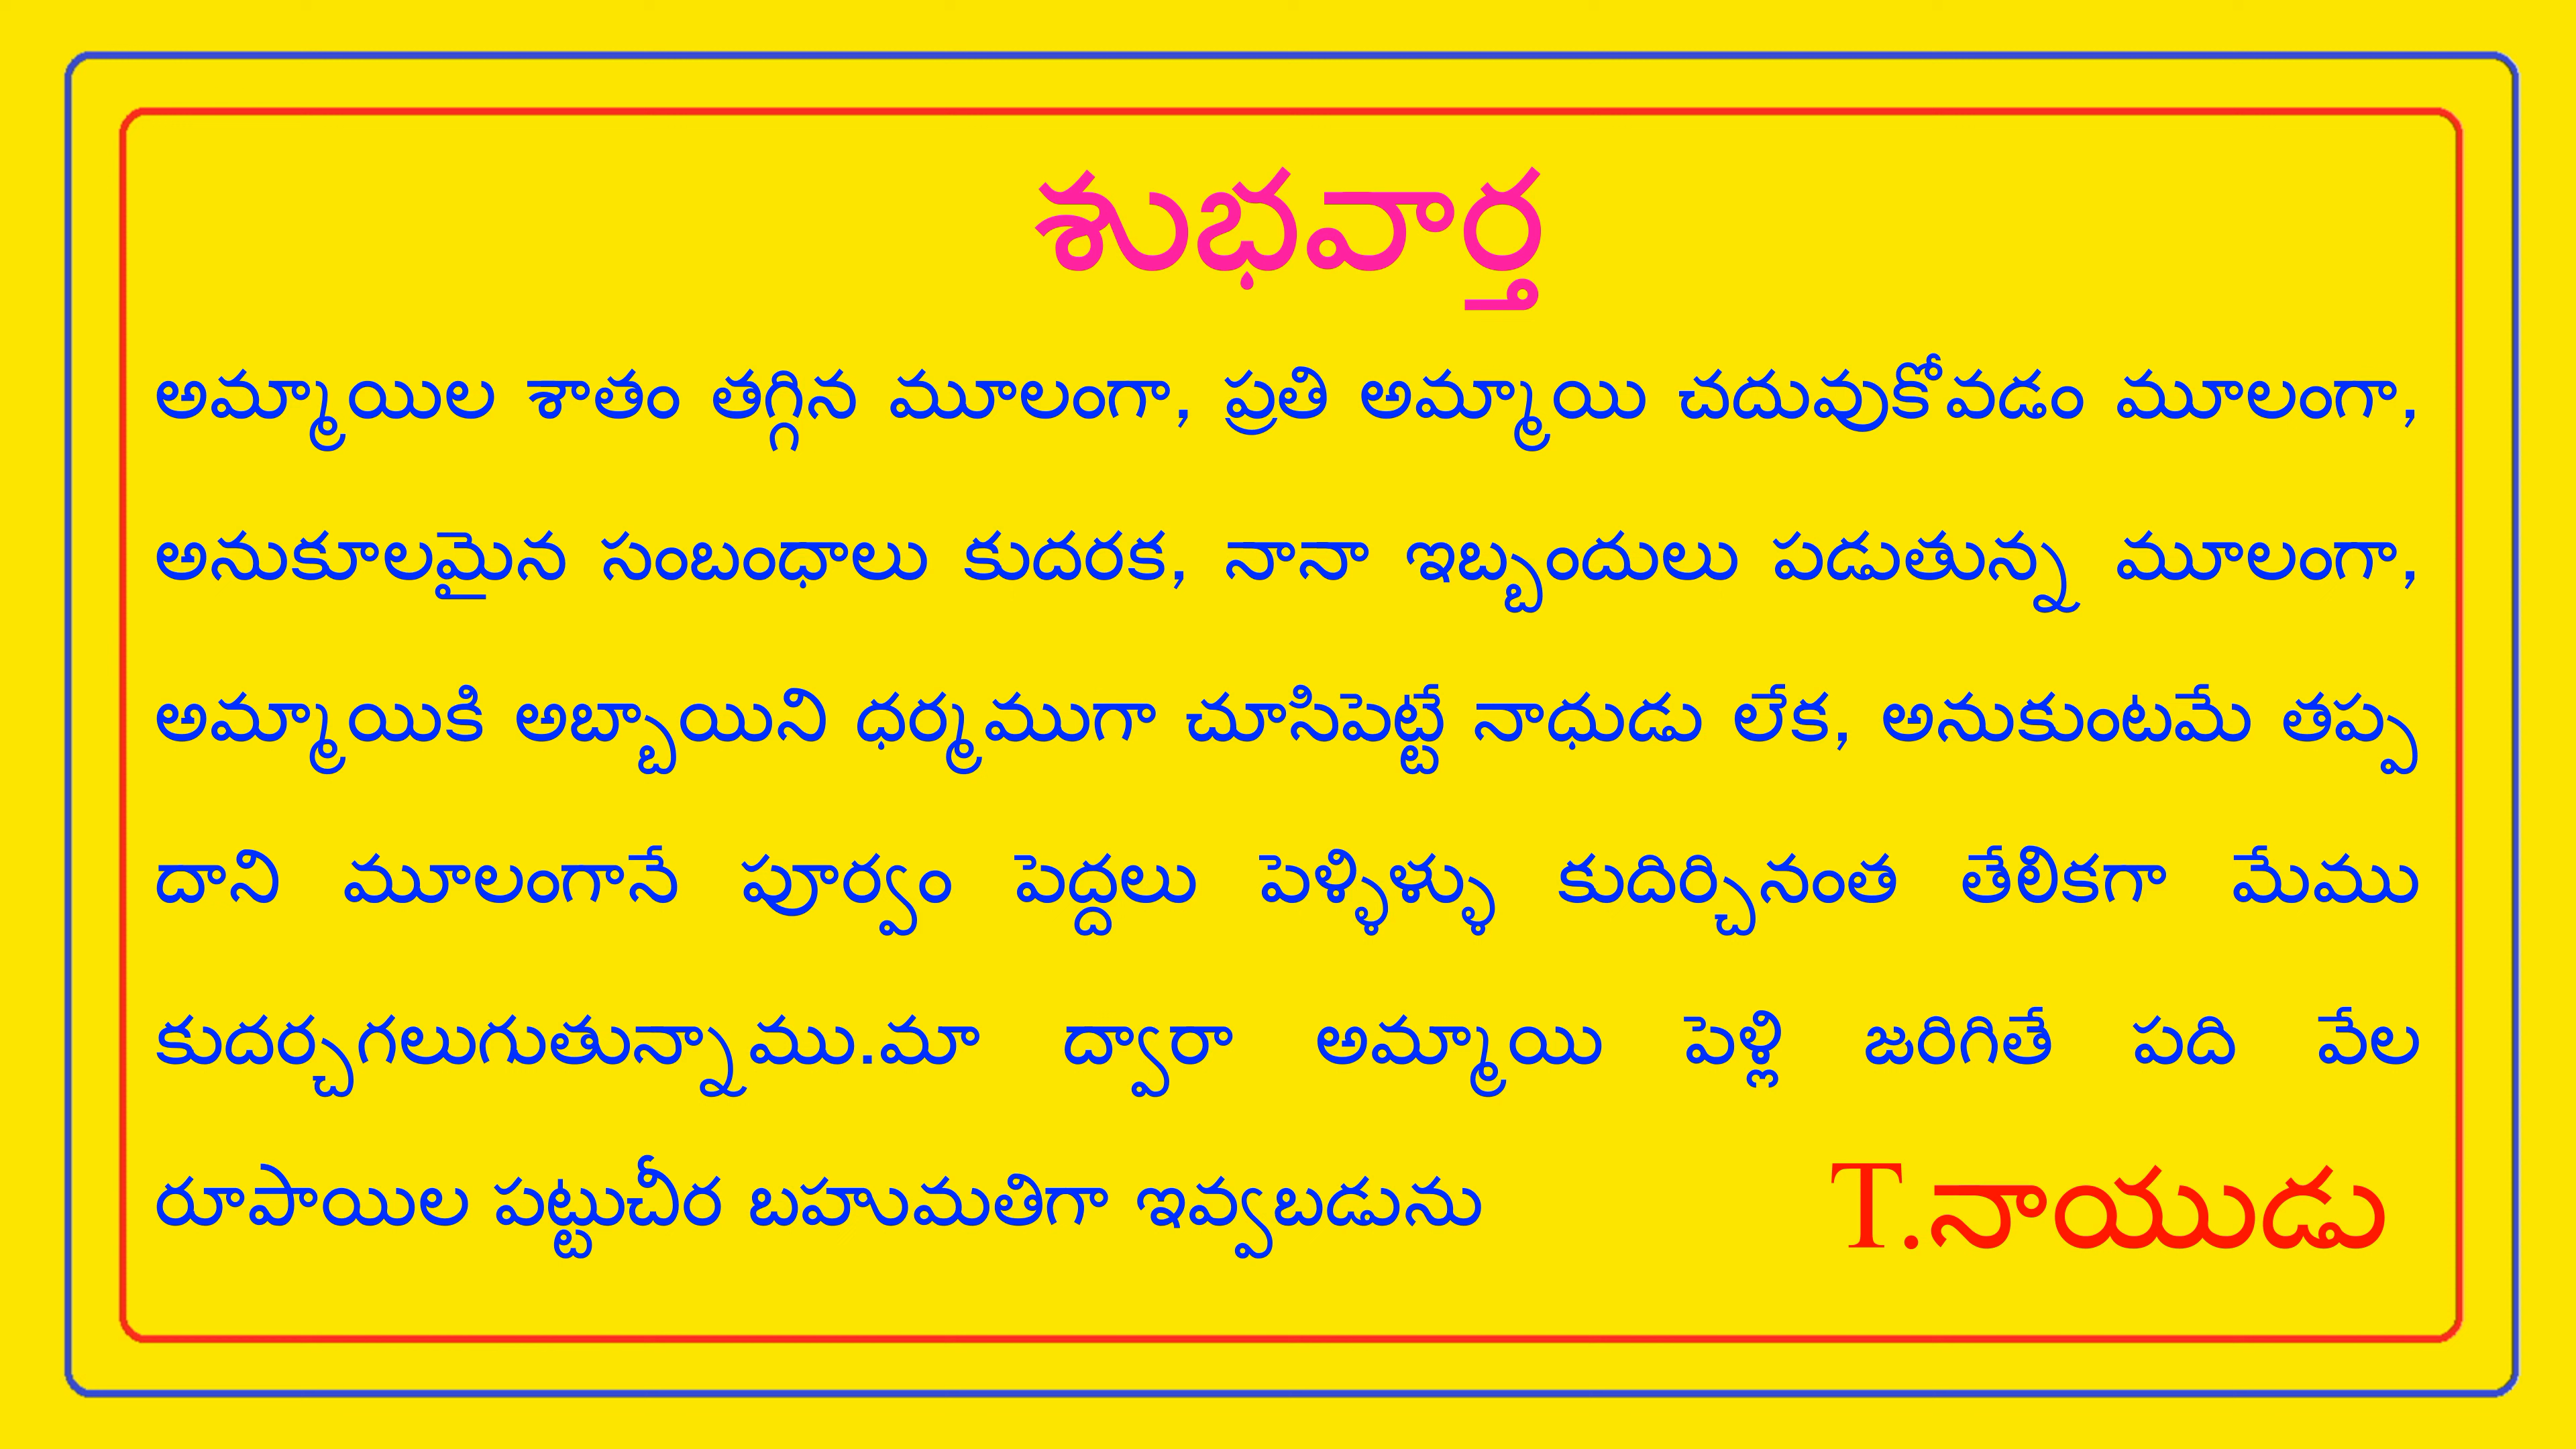 శుభవార్త
అమ్మాయిల శాతం తగ్గిన మూలంగా, ప్రతి అమ్మాయి చదువుకోవడం మూలంగా,
అనుకూలమైన సంబంధాలు కుదరక, నానా ఇబ్బందులు పడుతున్న మూలంగా,
అమ్మాయికి అబ్బాయిని ధర్మముగా చూసిపెట్టే నాధుడు లేక, అనుకుంటమే తప్ప
దాని మూలంగానే పూర్వం పెద్దలు పెళ్ళిళ్ళు కుదిర్చినంత తేలికగా మేము
కుదర్చగలుగుతున్నాము.మా ద్వారా అమ్మాయి పెళ్లి జరిగితే పది వేల
రూపాయిల పట్టుచీర బహుమతిగా ఇవ్వబడును T.నాయుడు